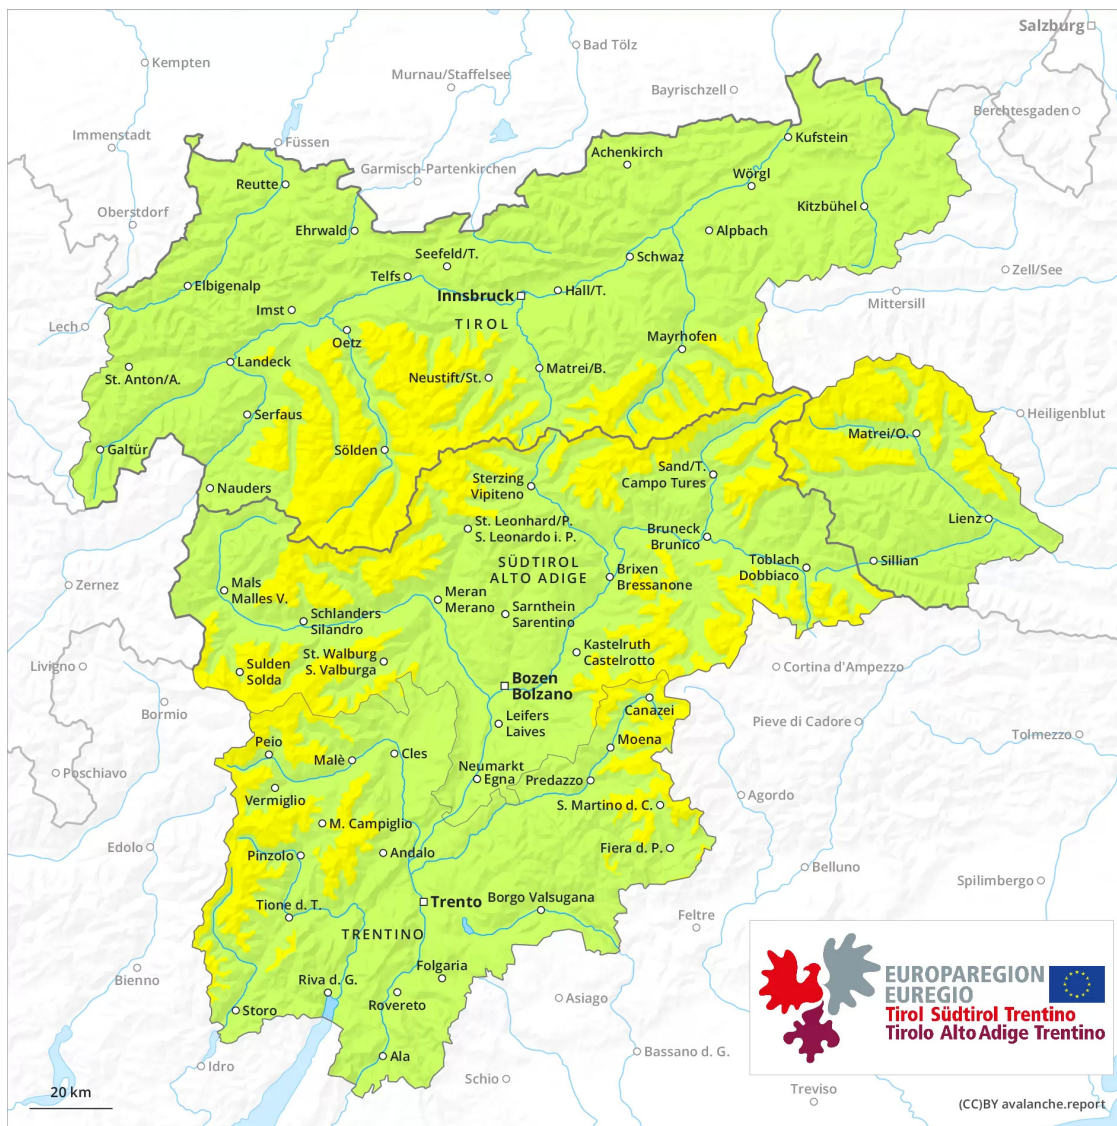 Salzburg
Bad Tölz
Kempten
Murnau/Staffelsee
Bayrischzell
Berchtesgaden
Immenstadt
Füssen
Kufstein
Achenkirch
Garmisch-Partenkirchen
Wörgl
Reutte
Kitzbühel
Oberstdorf
Ehrwald
Alpbach
Seefeld/T.
Schwaz
Telfs
Zell/See
Elbigenalp
Hall/T.
Innsbruck
Mittersill
Imst
TIROL
Lech
Oetz
Mayrhofen
Landeck
St. Anton/A.
Neustift/St.
Matrei/B.
Serfaus
Heiligenblut
Matrei/O.
Galtür
Sölden
Sand/T.
Campo Tures
Sterzing
Vipiteno
Nauders
Lienz
St. Leonhard/P.
S. Leonardo i. P.
Bruneck
Brunico
SÜDTIROL
ALTO ADIGE
Toblach
Dobbiaco
Sillian
Brixen
Bressanone
Zernez
Mals
Malles V.
Meran
Merano
Sarnthein
Sarentino
Schlanders
Silandro
Kastelruth
Castelrotto
St. Walburg
S. Valburga
Livigno
Sulden
Solda
Cortina d'Ampezzo
Bozen
Bolzano
Canazei
Bormio
Leifers
Laives
Pieve di Cadore
Tolmezzo
Moena
Peio
Malè
Cles
Poschiavo
Neumarkt
Egna
Predazzo
Vermiglio
Agordo
S. Martino d. C.
M. Campiglio
Edolo
Pinzolo
Andalo
Fiera d. P.
Belluno
Spilimbergo
Trento
Borgo Valsugana
Tione d. T.
Feltre
TRENTINO
Bienno
Folgaria
Riva d. G.
Rovereto
Asiago
Storo
Ala
Bassano d. G.
Idro
Schio
Treviso
EUROPAREGION
EUREGIO
Tirol Südtirol Trentino
Tirolo Alto Adige Trentino
20 km
(CC)BY avalanche.report